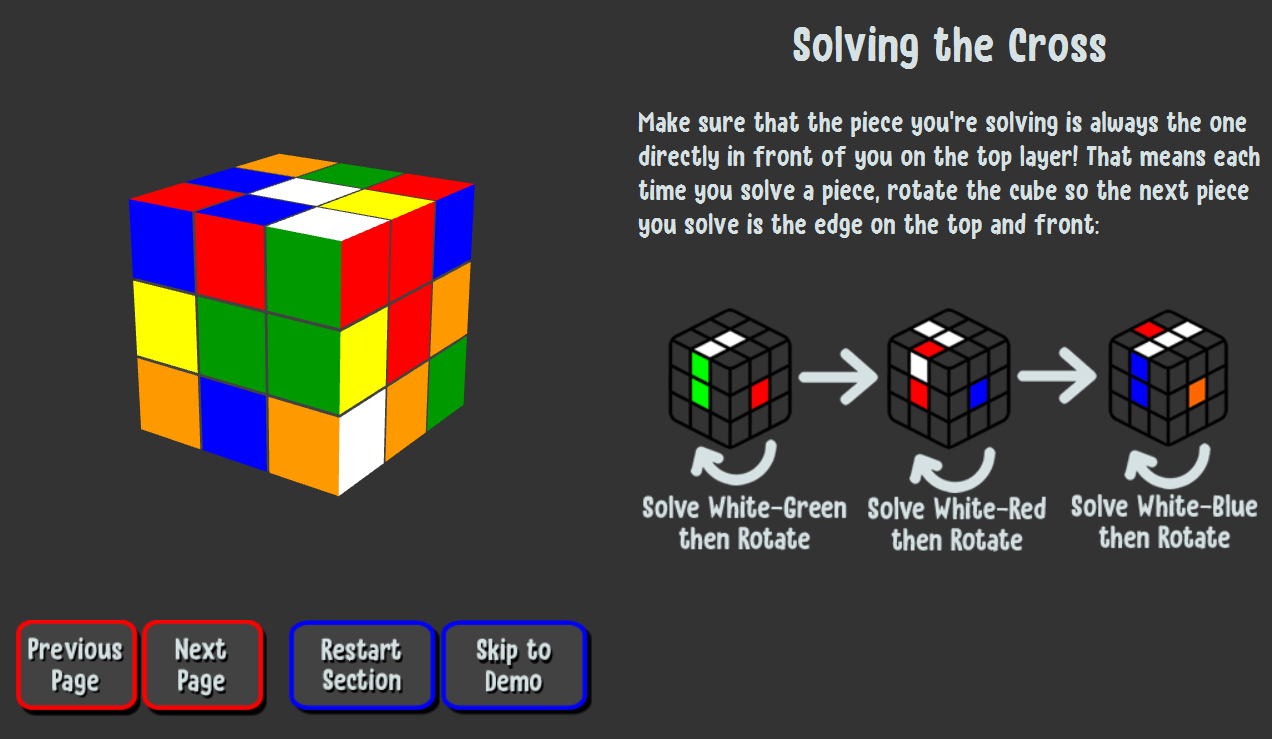 Solving the Cross
Make sure that the piece you're solving is always the one
directly in front of you on the top layer! That means each
time you solve a piece, rotate the cube so the next piece
you solve is the edge on the top and front:
Solve White-Green
then Rotate
Solve White-Red
then Rotate
Solve White-Blue
then Rotate
Previous
Page
Next
Page
Restart
Section
Skip to
Demo